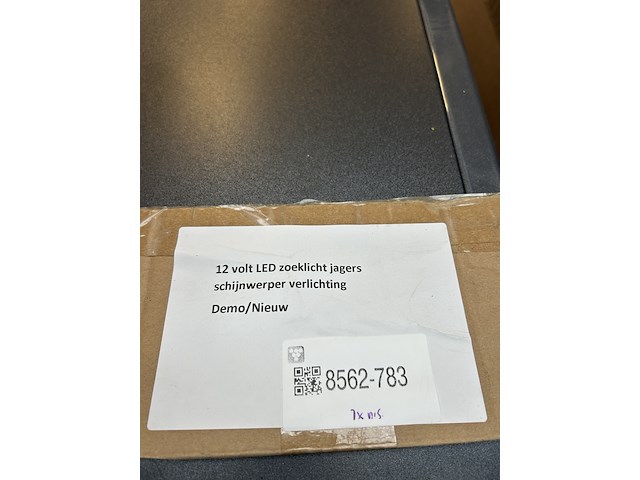 12 volt LED zoeklicht jagers
schijnwerper verlichting
Demo/Nieuw
8562-783